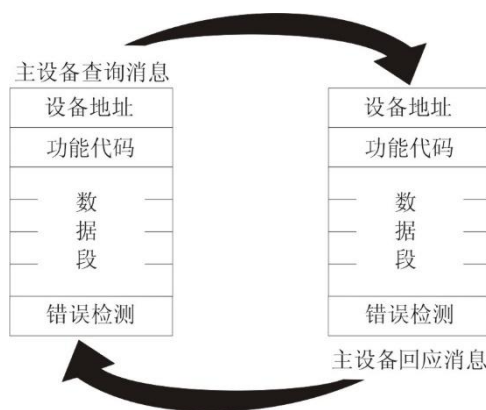 主设备查询消息
设备地址
功能代码
数
据
段
错误检测
设备地址
功能代码
数
据
段
错误检测
主设备回应消息